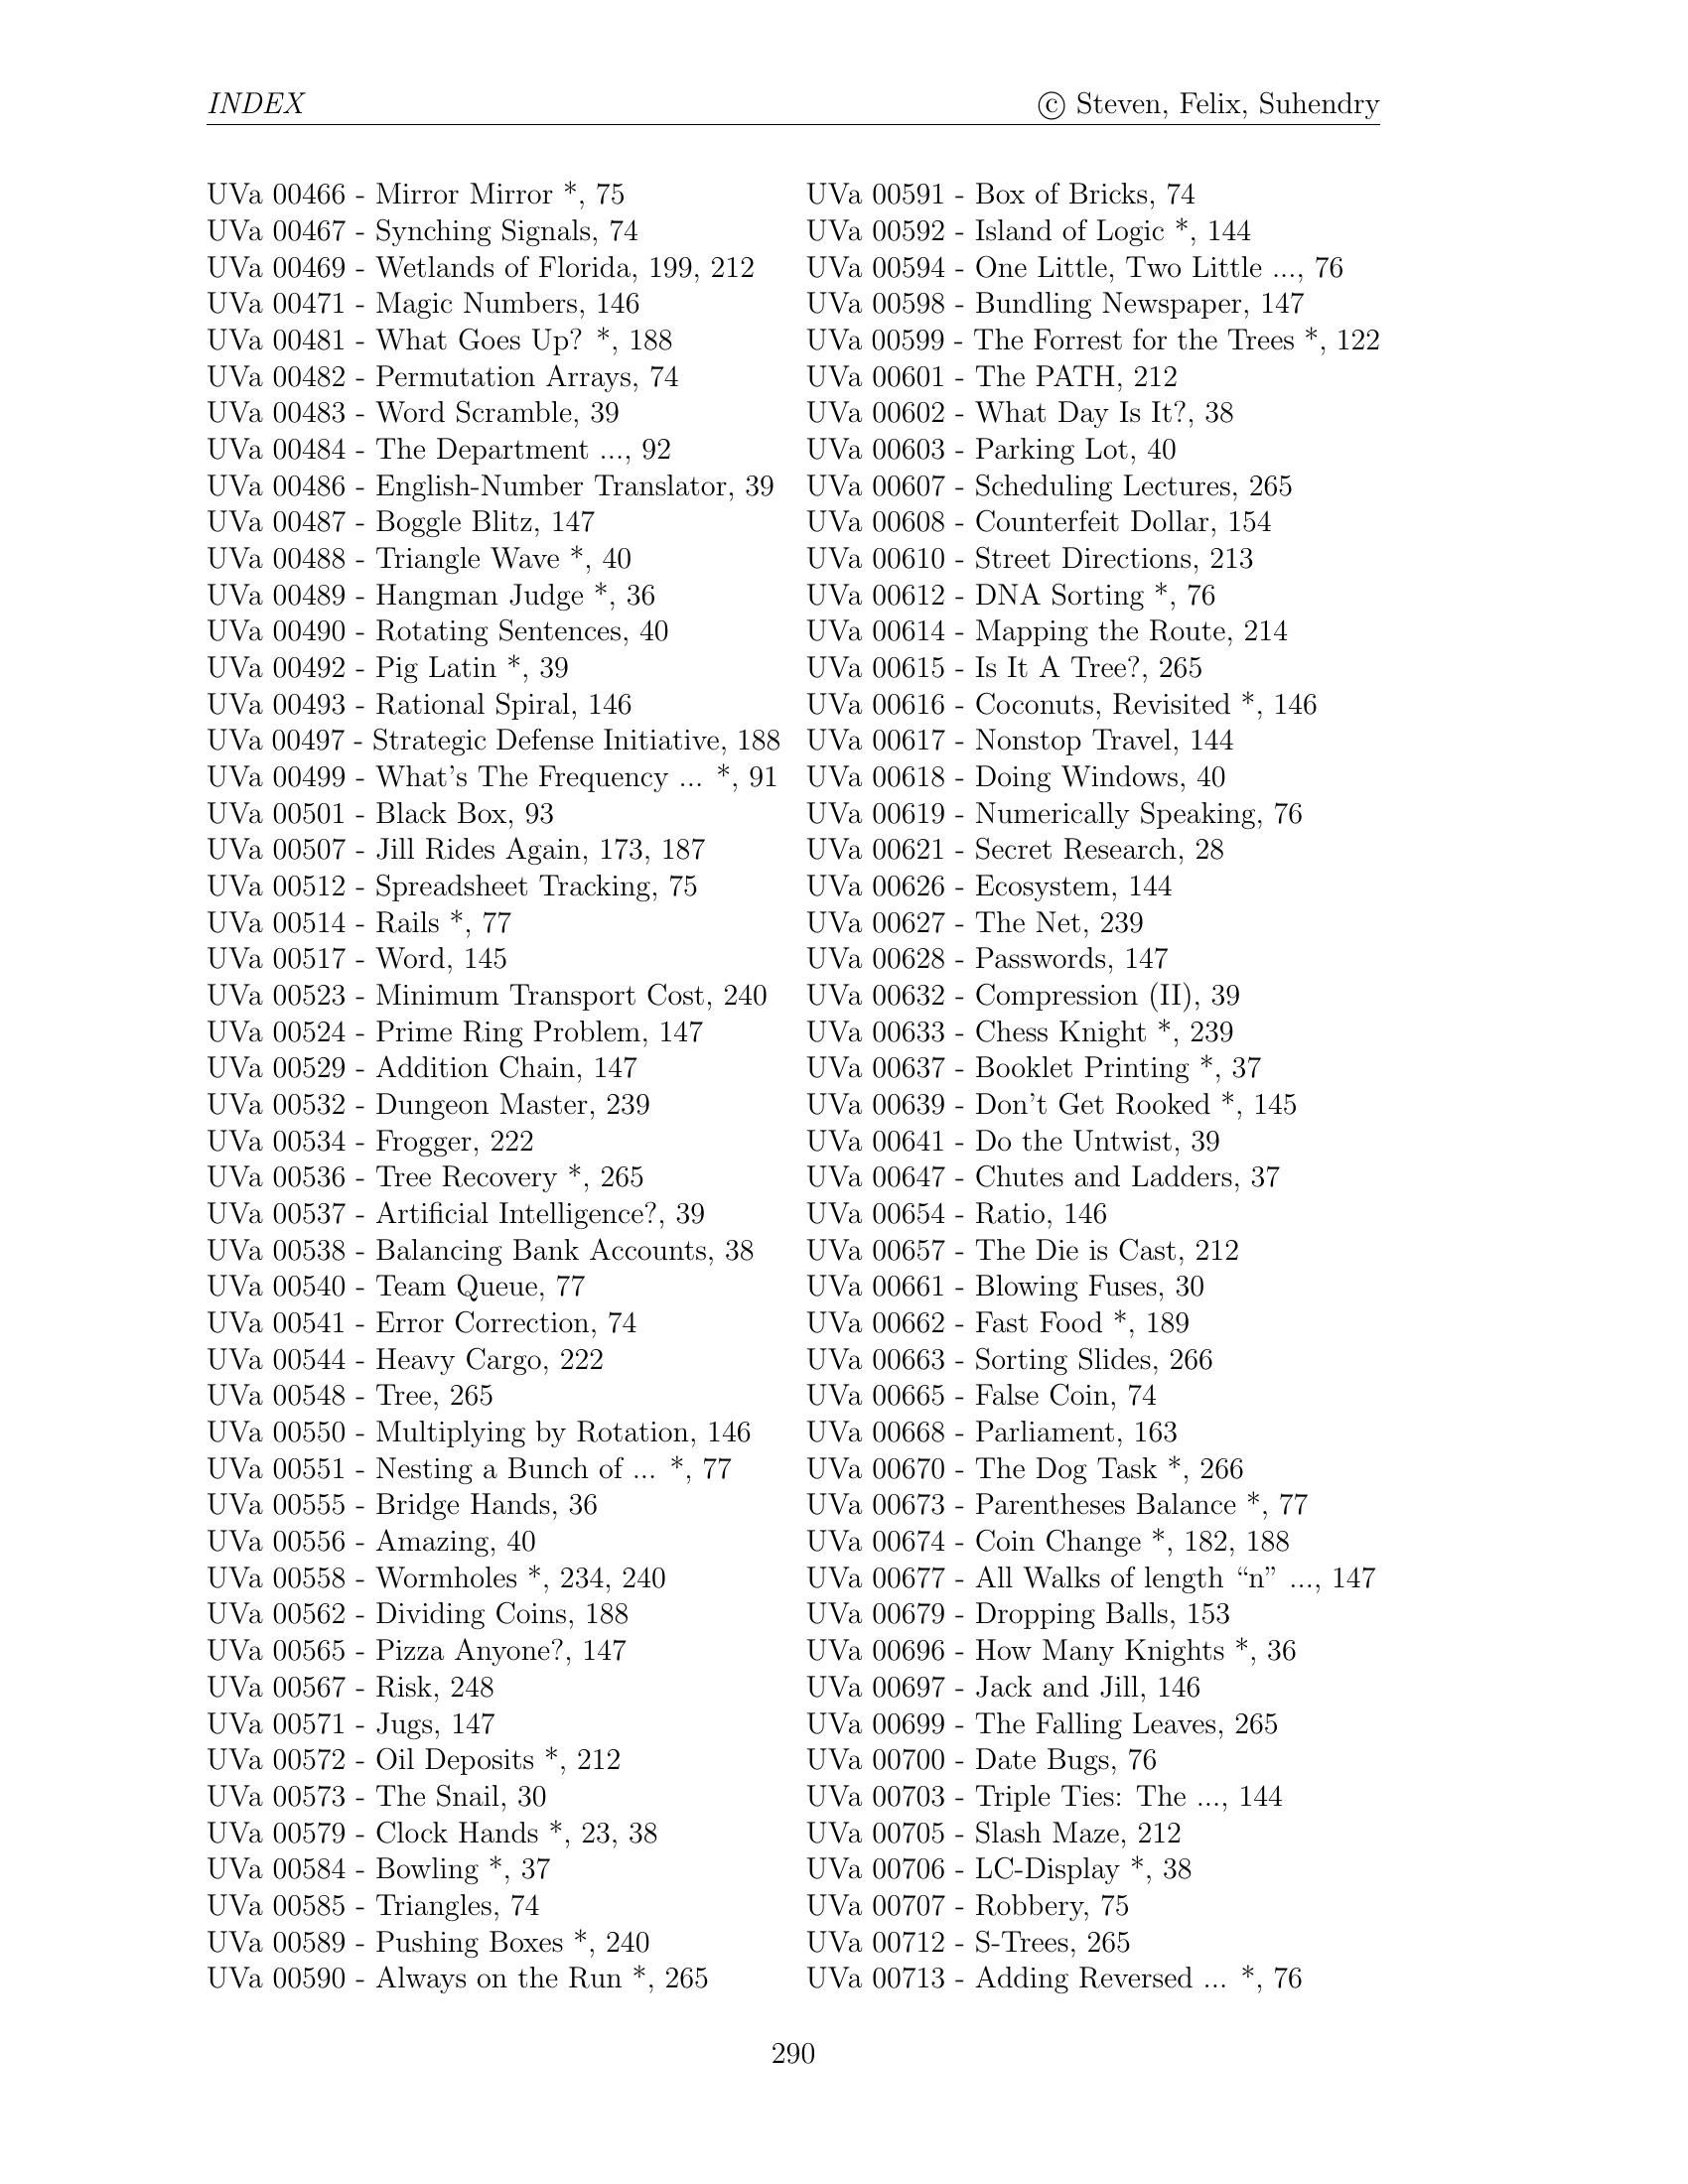 INDEX
© Steven, Felix, Suhendry
UVa 00466 - Mirror Mirror *, 75
UVa 00467 - Synching Signals, 74
UVa 00469 - Wetlands of Florida, 199, 212
UVa 00471 - Magic Numbers, 146
UVa 00481 - What Goes Up? *, 188
UVa 00482 - Permutation Arrays, 74
UVa 00483 - Word Scramble, 39
UVa 00484 - The Department ..., 92
UVa 00486 - English-Number Translator, 39
UVa 00487 - Boggle Blitz, 147
UVa 00488 - Triangle Wave *, 40
UVa 00489 - Hangman Judge *, 36
UVa 00490 - Rotating Sentences, 40
UVa 00492 - Pig Latin *, 39
UVa 00493 - Rational Spiral, 146
UVa 00497 - Strategic Defense Initiative, 188
UVa 00499 - What's The Frequency ... *, 91
UVa 00501 - Black Box, 93
UVa 00507 - Jill Rides Again, 173, 187
UVa 00512 - Spreadsheet Tracking, 75
UVa 00514 - Rails *, 77
UVa 00517 - Word, 145
UVa 00523 - Minimum Transport Cost, 240
UVa 00524 - Prime Ring Problem, 147
UVa 00529 - Addition Chain, 147
UVa 00532 - Dungeon Master, 239
UVa 00534 - Frogger, 222
UVa 00536 - Tree Recovery *, 265
UVa 00537 - Artificial Intelligence?, 39
UVa 00538 - Balancing Bank Accounts, 38
UVa 00540 - Team Queue, 77
UVa 00541 - Error Correction, 74
UVa 00544 - Heavy Cargo, 222
UVa 00548 - Tree, 265
UVa 00550 - Multiplying by Rotation, 146
UVa 00551 - Nesting a Bunch of ... *, 77
UVa 00555 - Bridge Hands, 36
UVa 00556 - Amazing, 40
UVa 00558 - Wormholes *, 234, 240
UVa 00562 - Dividing Coins, 188
UVa 00565 - Pizza Anyone?, 147
UVa 00567 - Risk, 248
UVa 00571 - Jugs, 147
UVa 00572 - Oil Deposits *, 212
UVa 00573 - The Snail, 30
UVa 00579 - Clock Hands *, 23, 38
UVa 00584 - Bowling *, 37
UVa 00585 - Triangles, 74
UVa 00589 - Pushing Boxes *, 240
UVa 00590 - Always on the Run *, 265
UVa 00591 - Box of Bricks, 74
UVa 00592 - Island of Logic *, 144
UVa 00594 - One Little, Two Little ..., 76
UVa 00598 - Bundling Newspaper, 147
UVa 00599 - The Forrest for the Trees *, 122
UVa 00601 - The PATH, 212
UVa 00602 - What Day Is It?, 38
UVa 00603 - Parking Lot, 40
UVa 00607 - Scheduling Lectures, 265
UVa 00608 - Counterfeit Dollar, 154
UVa 00610 - Street Directions, 213
UVa 00612 - DNA Sorting *, 76
UVa 00614 - Mapping the Route, 214
UVa 00615 - Is It A Tree?, 265
UVa 00616 - Coconuts, Revisited *, 146
UVa 00617 - Nonstop Travel, 144
UVa 00618 - Doing Windows, 40
UVa 00619 - Numerically Speaking, 76
UVa 00621 - Secret Research, 28
UVa 00626 - Ecosystem, 144
UVa 00627 - The Net, 239
UVa 00628 - Passwords, 147
UVa 00632 - Compression (II), 39
UVa 00633 - Chess Knight *, 239
UVa 00637 - Booklet Printing *, 37
UVa 00639 - Don't Get Rooked *, 145
UVa 00641 - Do the Untwist, 39
UVa 00647 - Chutes and Ladders, 37
UVa 00654 - Ratio, 146
UVa 00657 - The Die is Cast, 212
UVa 00661 - Blowing Fuses, 30
UVa 00662 - Fast Food *, 189
UVa 00663 - Sorting Slides, 266
UVa 00665 - False Coin, 74
UVa 00668 - Parliament, 163
UVa 00670 - The Dog Task *, 266
UVa 00673 - Parentheses Balance *, 77
UVa 00674 - Coin Change *, 182, 188
UVa 00677 - All Walks of length “n” ..., 147
UVa 00679 - Dropping Balls, 153
UVa 00696 - How Many Knights *, 36
UVa 00697 - Jack and Jill, 146
UVa 00699 - The Falling Leaves, 265
UVa 00700 - Date Bugs, 76
UVa 00703 - Triple Ties: The ..., 144
UVa 00705 - Slash Maze, 212
UVa 00706 - LC-Display *, 38
UVa 00707 - Robbery, 75
UVa 00712 - S-Trees, 265
UVa 00713 - Adding Reversed ... *, 76
290